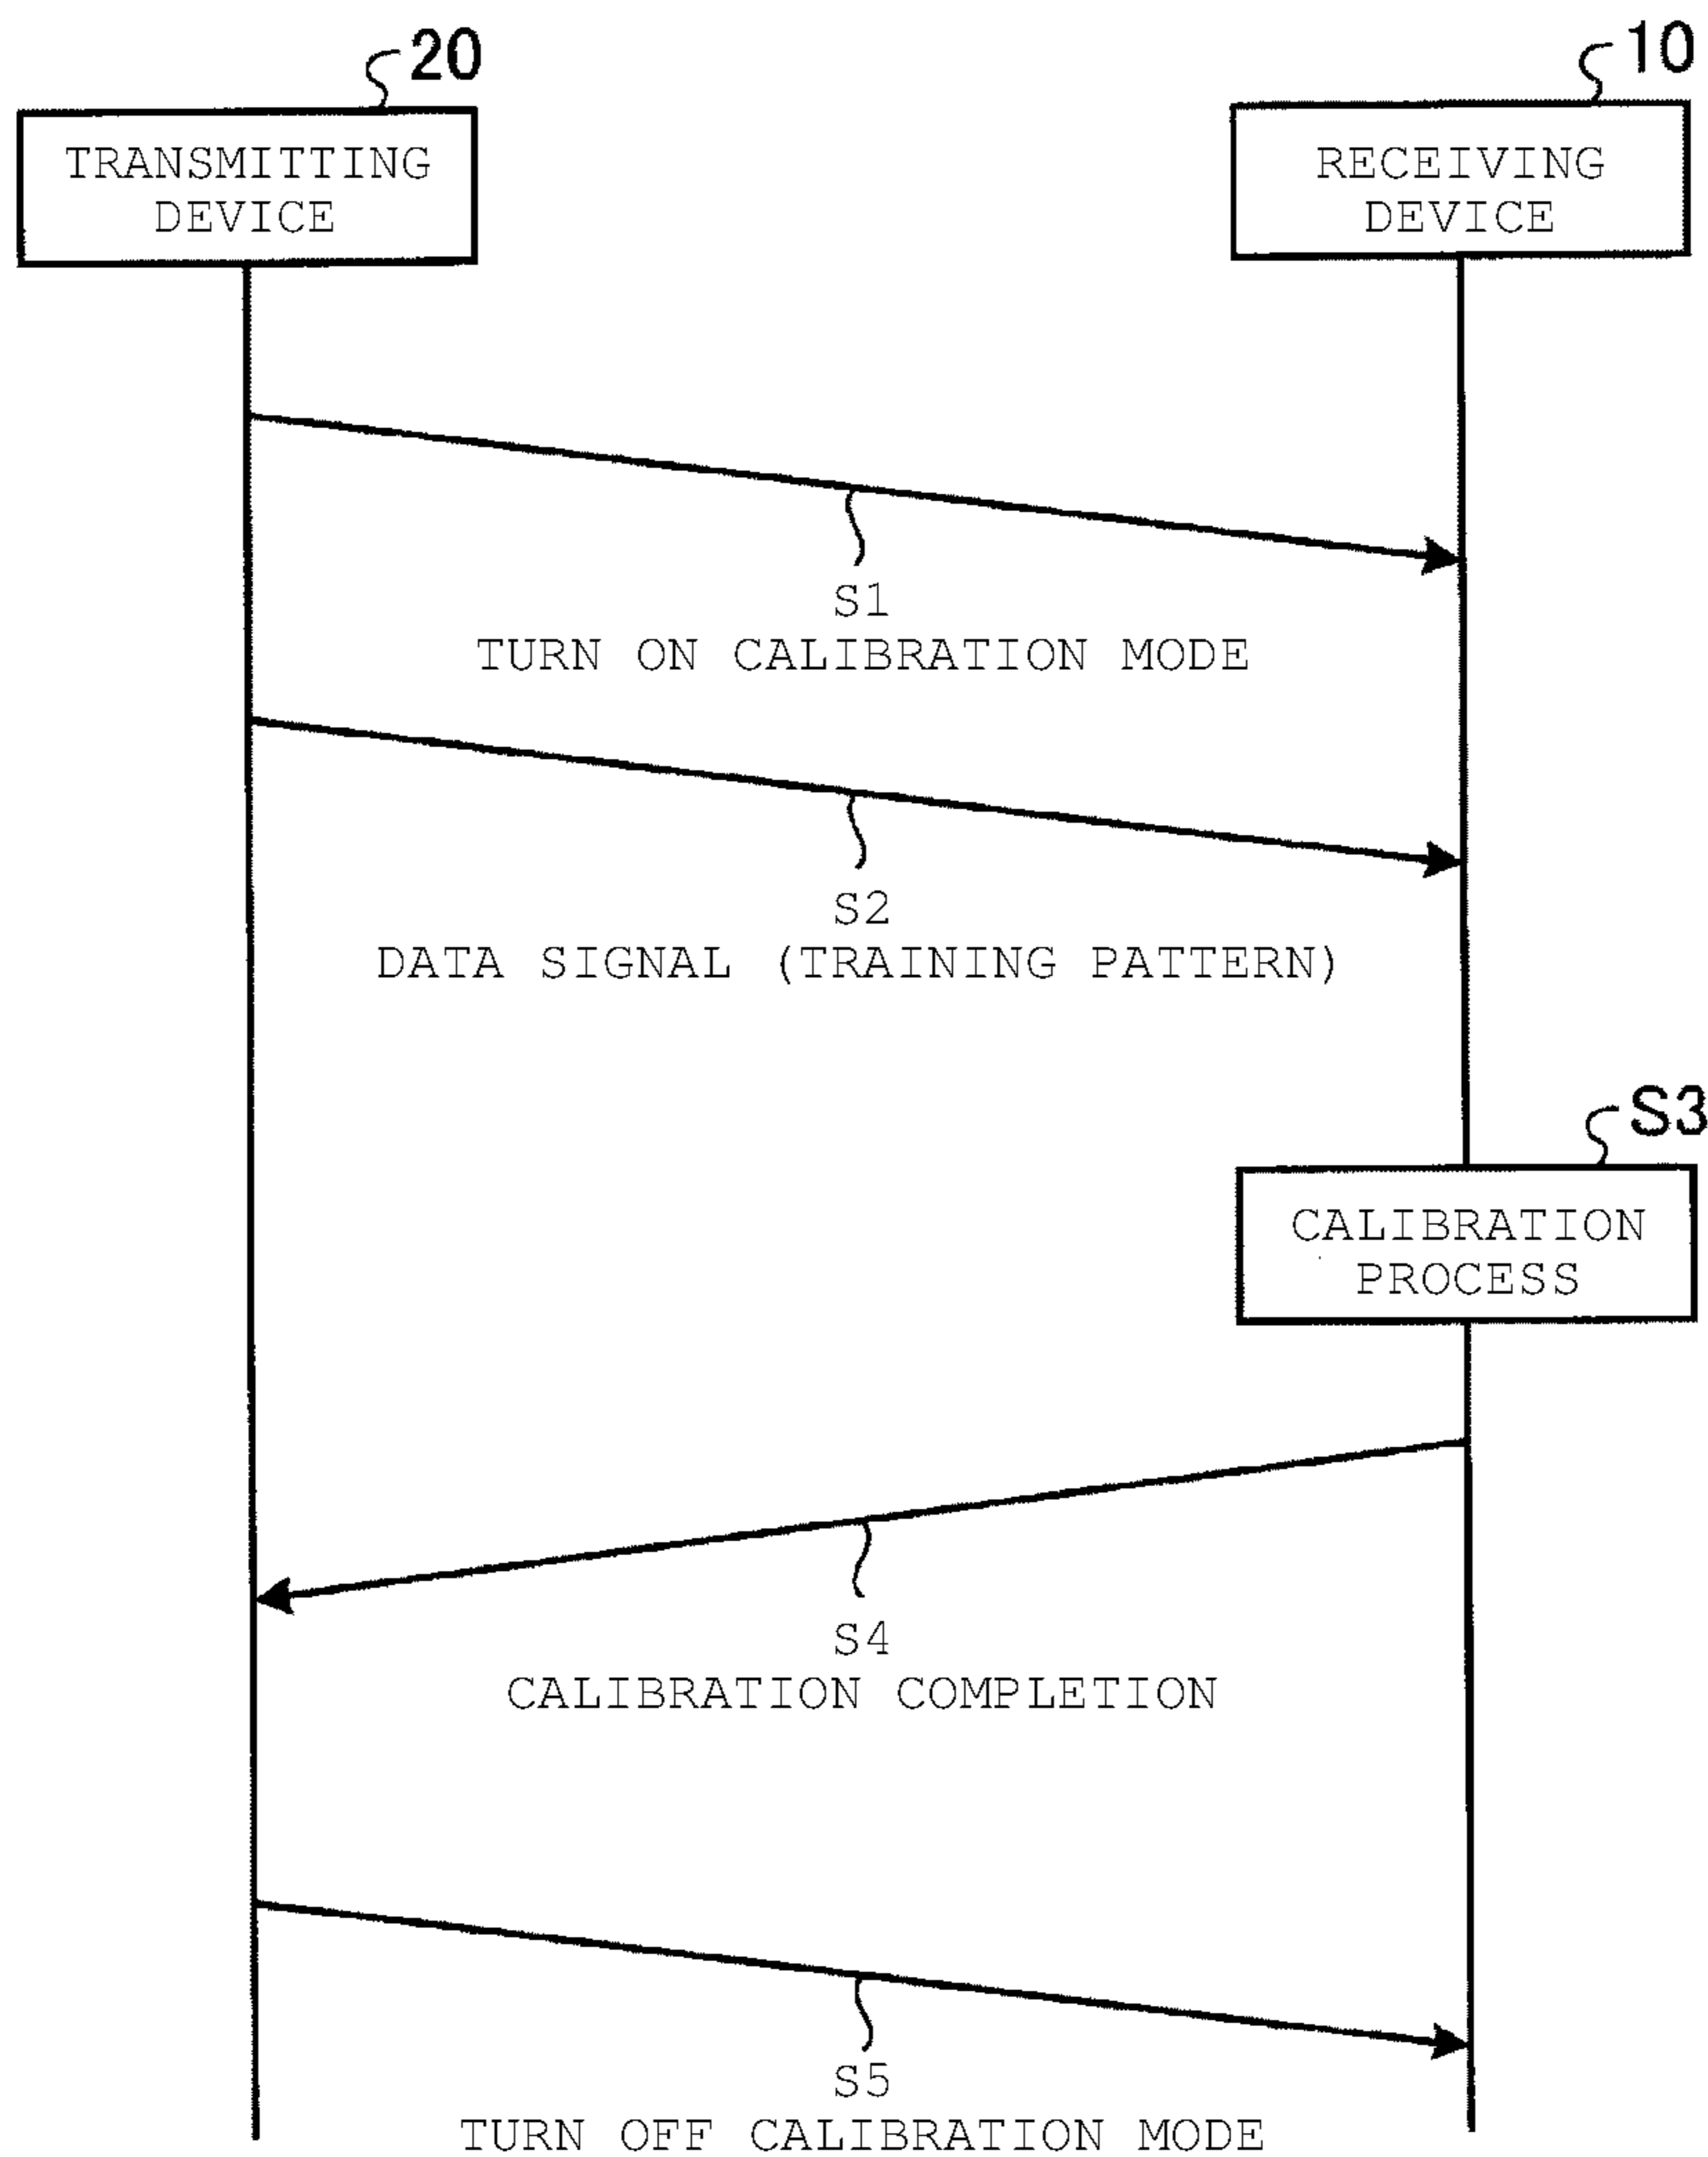 20
10
TRANSMITTING
DEVICE
RECEIVING
DEVICE
S1
TURN ON CALIBRATION MODE
S2
DATA SIGNAL (TRAINING PATTERN)
S3
CALIBRATION
PROCESS
S4
CALIBRATION COMPLETION
S5
TURN OFF CALIBRATION MODE